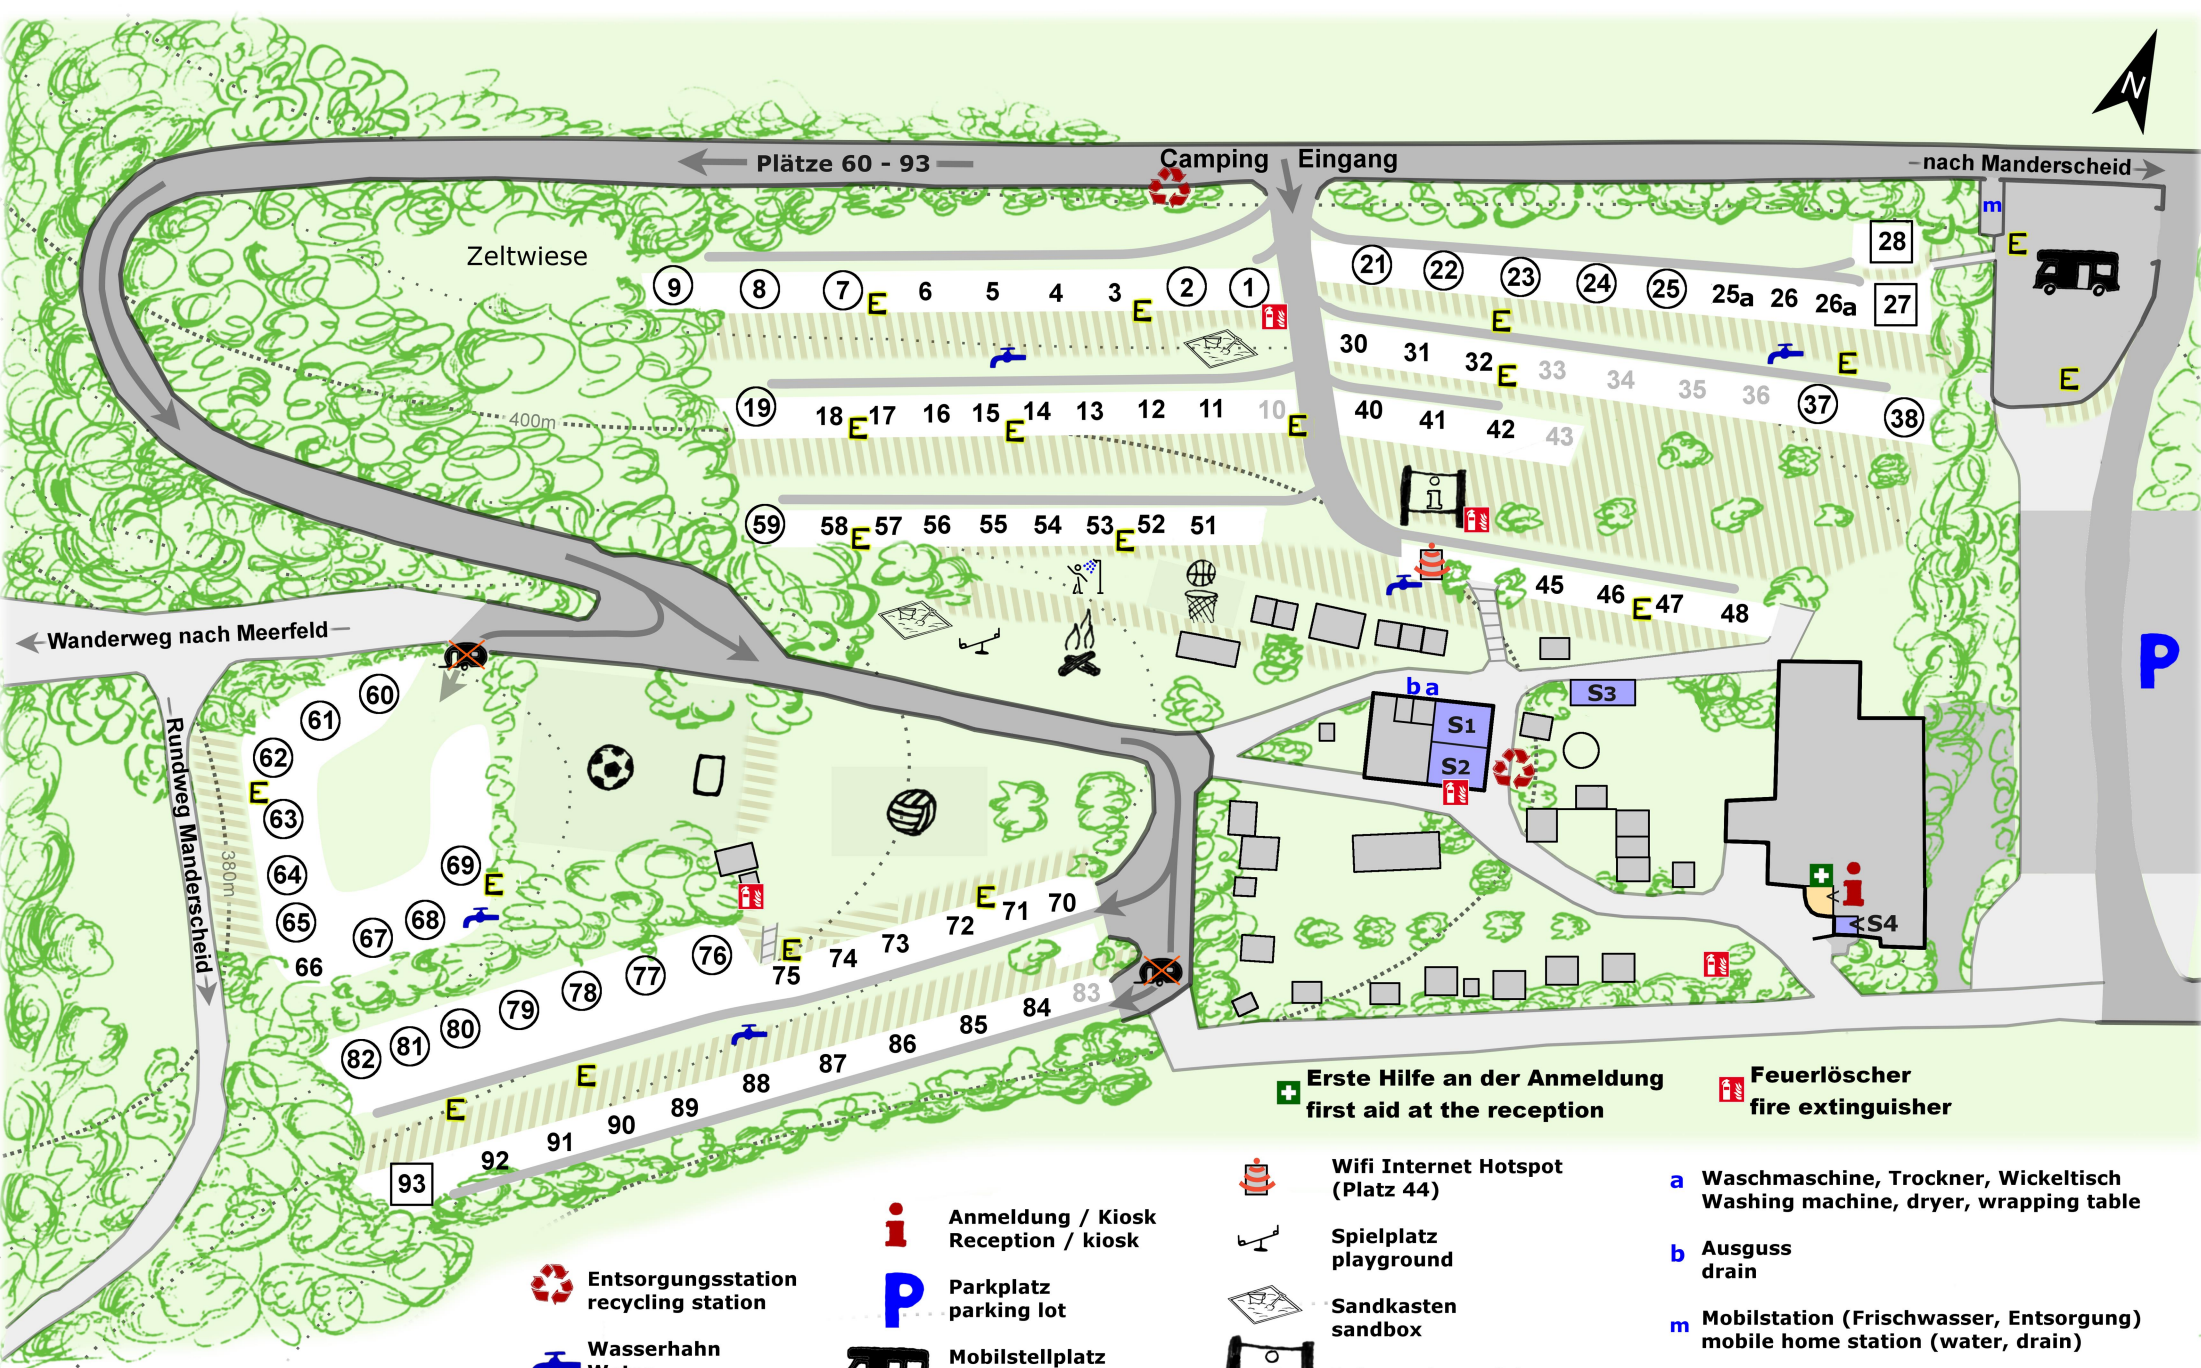 N
Plätze 60 - 93
Camping Eingang
nach Manderscheid
m
Zeltwiese
28
E
9 8 7 E 6 5 4 3 E 2 1
21 22 23 24 25 25a 26 26a 27
E
30 31 32 E 33 34 35 36 37 38
E
E
19 18 E 17 16 15 E 14 13 12 11 10 E
40 41 42 43
400m
i
59 58 E 57 56 55 54 53 E 52 51
45 46 E 47 48
Wanderweg nach Meerfeld
P
b a
S3
S1
S2
60
61
62
E
63
64
65
66
67
68
69
E
Rundweg Manderscheid
380m
i
<
<S4
70
71
E
72
73
74
75
E
76
77
78
79
80
81
82
83
84
85
86
87
88
89
90
91
92
93
E
E
Erste Hilfe an der Anmeldung
first aid at the reception
Feuerlöscher
fire extinguisher
Entsorgungsstation
recycling station
Wasserhahn
i
Anmeldung / Kiosk
Reception / kiosk
P
Parkplatz
parking lot
Mobilstellplatz
Wifi Internet Hotspot
(Platz 44)
Spielplatz
playground
Sandkasten
sandbox
a Waschmaschine, Trockner, Wickeltisch
Washing machine, dryer, wrapping table
b Ausguss
drain
m Mobilstation (Frischwasser, Entsorgung)
mobile home station (water, drain)